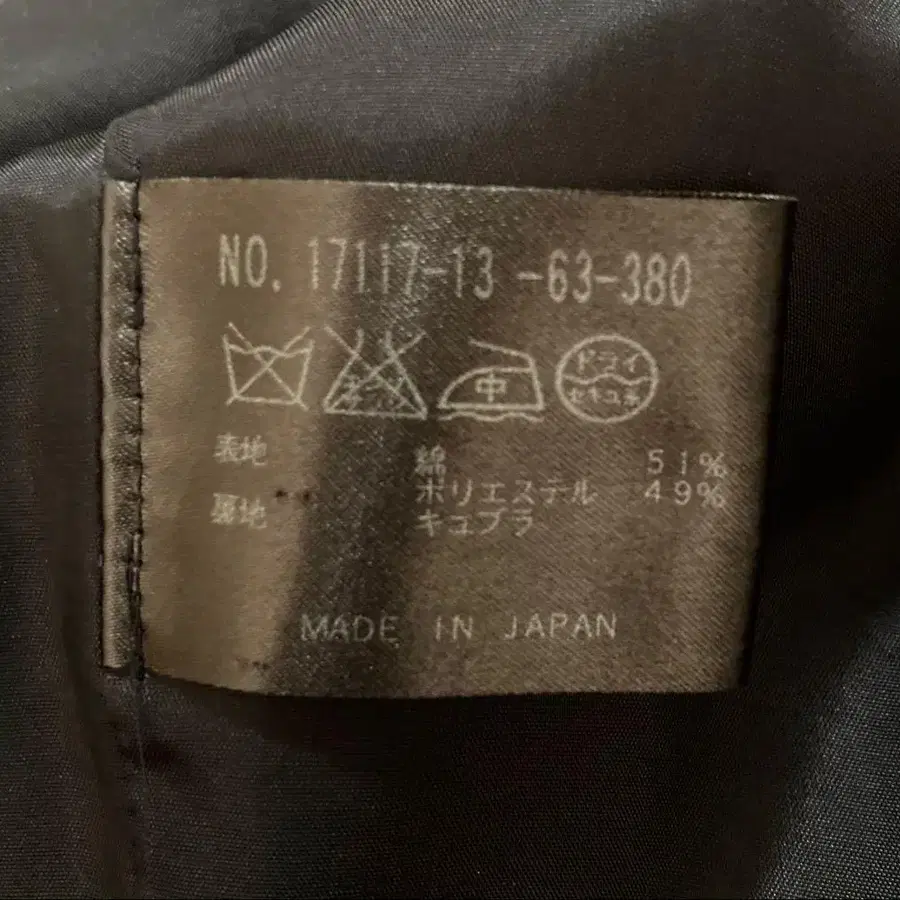 NO. 17117-13 -63-380
中 ドライ
セキユ系
表地 綿 51%
ポリエステル 49%
裏地 キュプラ
MADE IN JAPAN